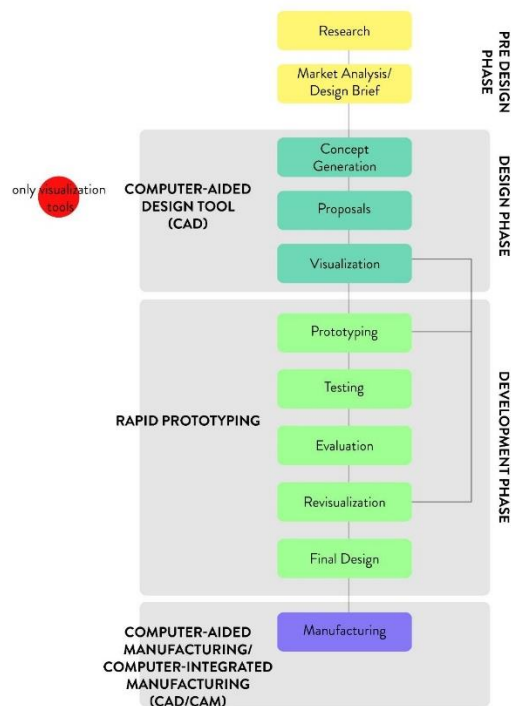 Research
Market Analysis/
Design Brief
PRE DESIGN
PHASE
only visualization
tools
COMPUTER-AIDED
DESIGN TOOL
(CAD)
Concept
Generation
Proposals
Visualization
DESIGN PHASE
RAPID PROTOTYPING
Prototyping
Testing
Evaluation
Revisualization
Final Design
DEVELOPMENT PHASE
COMPUTER-AIDED
MANUFACTURING/
COMPUTER-INTEGRATED
MANUFACTURING
(CAD/CAM)
Manufacturing